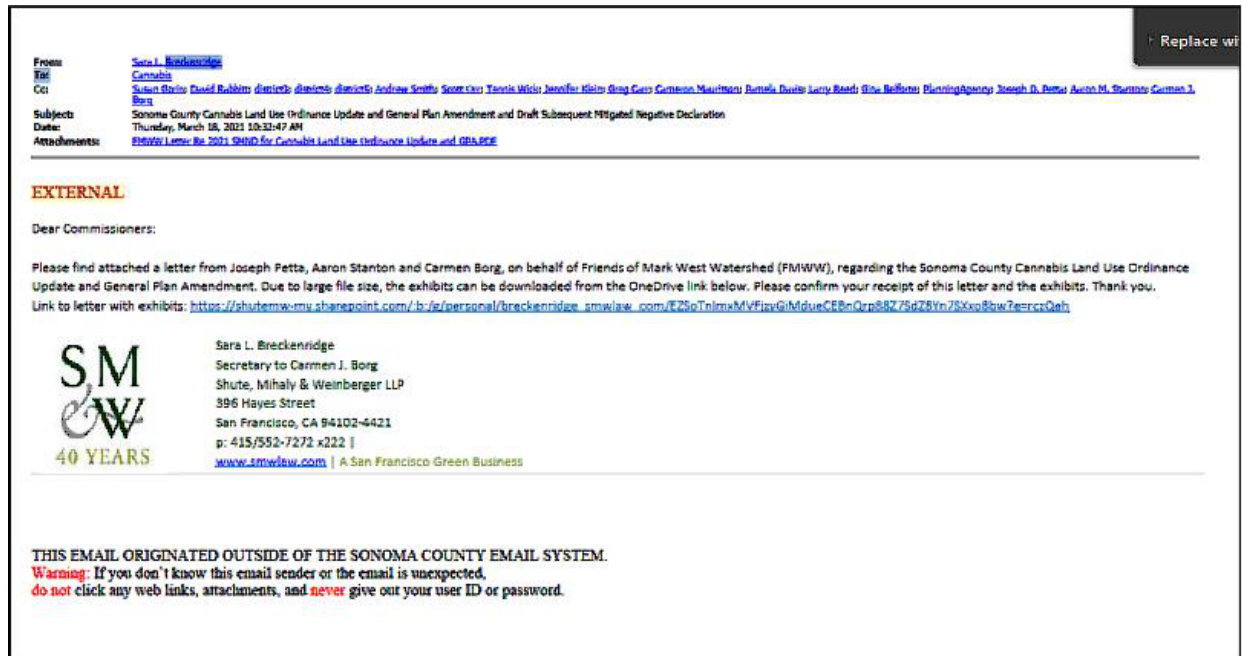 Replace wi
From: Sara L. Breckenridge
To: Cannabis
Cc: Susan Gorin; David Rabbitt; district3; district4; district5; Andrew Smith; Scott Orr; Tennis Wick; Jennifer Klein; Greg Carr; Cameron Mauritson; Pamela Davis; Larry Reed; Gina Belforte; PlanningAgency; Joseph D. Petta; Aaron M. Stanton; Carmen J.
Borg
Subject: Sonoma County Cannabis Land Use Ordinance Update and General Plan Amendment and Draft Subsequent Mitigated Negative Declaration
Date: Thursday, March 18, 2021 10:32:47 AM
Attachments: FMWW Letter Re 2021 SMND for Cannabis Land Use Ordinance Update and GPA.PDF
EXTERNAL
Dear Commissioners:
Please find attached a letter from Joseph Petta, Aaron Stanton and Carmen Borg, on behalf of Friends of Mark West Watershed (FMWW), regarding the Sonoma County Cannabis Land Use Ordinance
Update and General Plan Amendment. Due to large file size, the exhibits can be downloaded from the OneDrive link below. Please confirm your receipt of this letter and the exhibits. Thank you.
Link to letter with exhibits:
SM&W
40 YEARS
Sara L. Breckenridge
Secretary to Carmen J. Borg
Shute, Mihaly & Weinberger LLP
396 Hayes Street
San Francisco, CA 94102-4421
p: 415/552-7272 x222 |
www.smwlaw.com | A San Francisco Green Business
THIS EMAIL ORIGINATED OUTSIDE OF THE SONOMA COUNTY EMAIL SYSTEM.
Warning: If you don't know this email sender or the email is unexpected,
do not click any web links, attachments, and never give out your user ID or password.